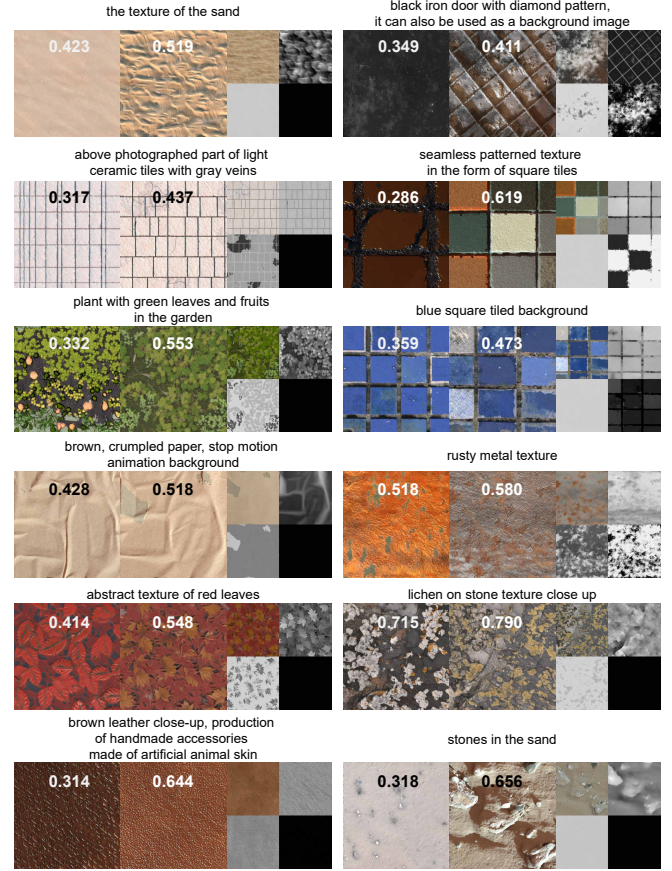 the texture of the sand
0.423 0.519
black iron door with diamond pattern,
it can also be used as a background image
0.349 0.411
above photographed part of light
ceramic tiles with gray veins
0.317 0.437
seamless patterned texture
in the form of square tiles
0.286 0.619
plant with green leaves and fruits
in the garden
0.332 0.553
blue square tiled background
0.359 0.473
brown, crumpled paper, stop motion
animation background
0.428 0.518
rusty metal texture
0.518 0.580
abstract texture of red leaves
0.414 0.548
lichen on stone texture close up
0.715 0.790
brown leather close-up, production
of handmade accessories
made of artificial animal skin
0.314 0.644
stones in the sand
0.318 0.656